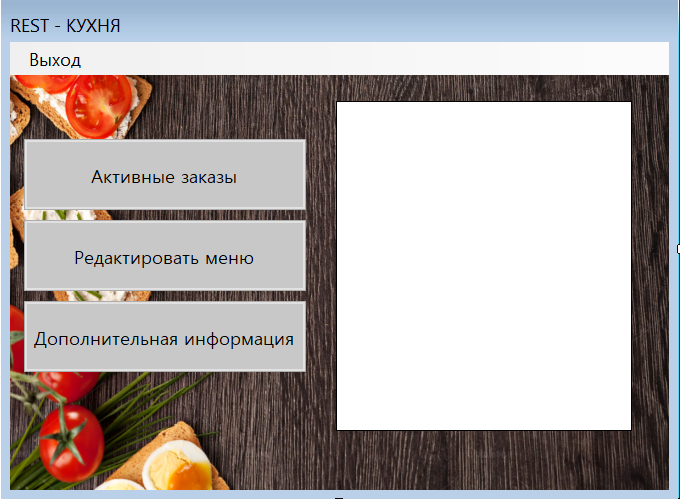 REST - КУХНЯ
Выход
Активные заказы
Редактировать меню
Дополнительная информация